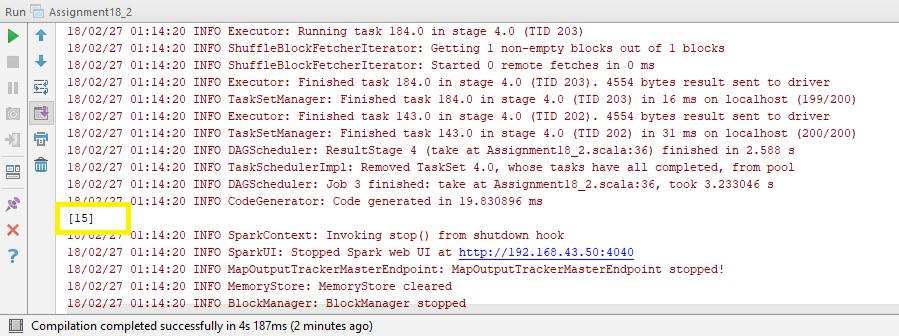 Run Assignment18_2
18/02/27 01:14:20 INFO Executor: Running task 184.0 in stage 4.0 (TID 203)
18/02/27 01:14:20 INFO ShuffleBlockFetcherIterator: Getting 1 non-empty blocks out of 1 blocks
18/02/27 01:14:20 INFO ShuffleBlockFetcherIterator: Started 0 remote fetches in 0 ms
18/02/27 01:14:20 INFO Executor: Finished task 184.0 in stage 4.0 (TID 203). 4554 bytes result sent to driver
18/02/27 01:14:20 INFO TaskSetManager: Finished task 184.0 in stage 4.0 (TID 203) in 16 ms on localhost (199/200)
18/02/27 01:14:20 INFO Executor: Finished task 143.0 in stage 4.0 (TID 202). 4554 bytes result sent to driver
18/02/27 01:14:20 INFO TaskSetManager: Finished task 143.0 in stage 4.0 (TID 202) in 31 ms on localhost (200/200)
18/02/27 01:14:20 INFO DAGScheduler: ResultStage 4 (take at Assignment18_2.scala:36) finished in 2.588 s
18/02/27 01:14:20 INFO TaskSchedulerImpl: Removed TaskSet 4.0, whose tasks have all completed, from pool
18/02/27 01:14:20 INFO DAGScheduler: Job 3 finished: take at Assignment18_2.scala:36, took 3.233046 s
18/02/27 01:14:20 INFO CodeGenerator: Code generated in 19.830896 ms
[15]
18/02/27 01:14:20 INFO SparkContext: Invoking stop() from shutdown hook
18/02/27 01:14:20 INFO SparkUI: Stopped Spark web UI at http://192.168.43.50:4040
18/02/27 01:14:20 INFO MapOutputTrackerMasterEndpoint: MapOutputTrackerMasterEndpoint stopped!
18/02/27 01:14:20 INFO MemoryStore: MemoryStore cleared
18/02/27 01:14:20 INFO BlockManager: BlockManager stopped
Compilation completed successfully in 4s 187ms (2 minutes ago)